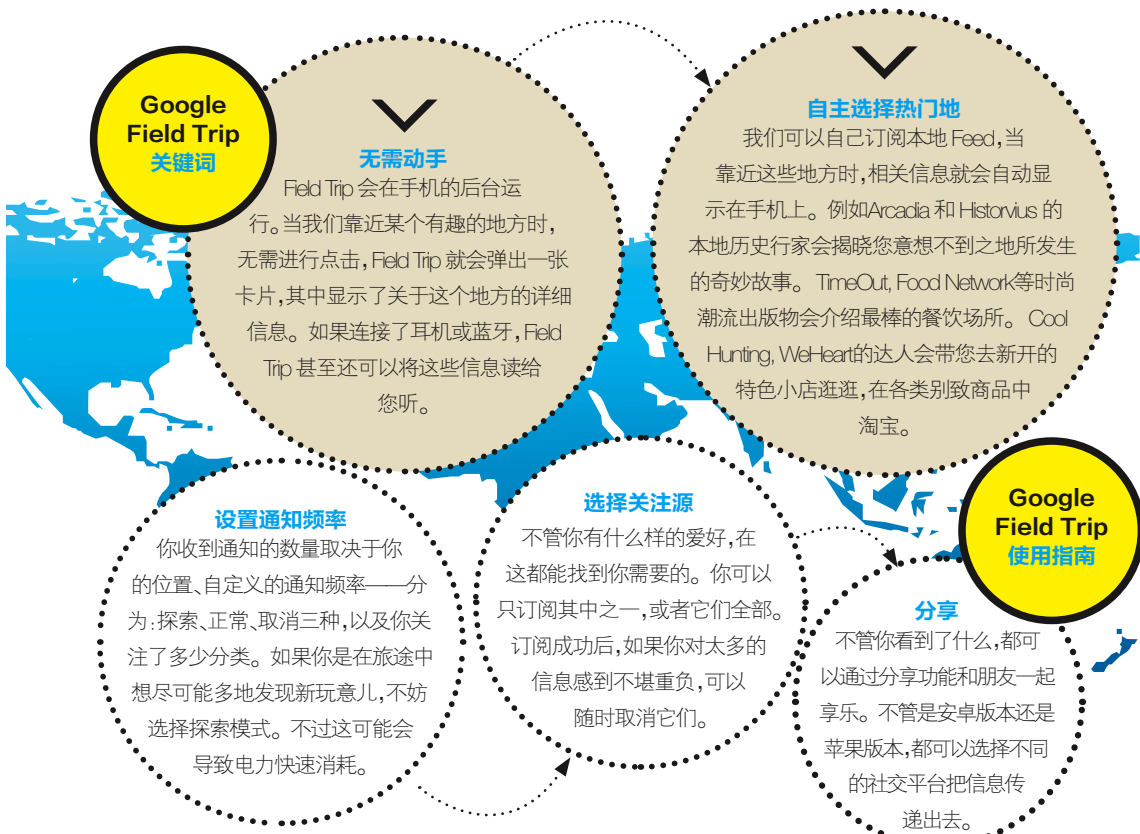 Google
Field Trip
关键词
无需动手
Field Trip 会在手机的后台运
行。当我们靠近某个有趣的地方时,
无需进行点击, Field Trip 就会弹出一张
卡片,其中显示了关于这个地方的详细
信息。如果连接了耳机或蓝牙, Field
Trip 甚至还可以将这些信息读给
您听。
自主选择热门地
我们可以自己订阅本地 Feed,当
靠近这些地方时,相关信息就会自动显
示在手机上。例如Arcadia 和 Historvius 的
本地历史行家会揭晓您意想不到之地所发生
的奇妙故事。 TimeOut, Food Network等时尚
潮流出版物会介绍最棒的餐饮场所。 Cool
Hunting, WeHeart的达人会带您去新开的
特色小店逛逛,在各类别致商品中
淘宝。
Google
Field Trip
使用指南
设置通知频率
你收到通知的数量取决于你
的位置、自定义的通知频率——分
为:探索、正常、取消三种,以及你关
注了多少分类。如果你是在旅途中
想尽可能多地发现新玩意儿,不妨
选择探索模式。不过这可能会
导致电力快速消耗。
选择关注源
不管你有什么样的爱好,在
这都能找到你需要的。你可以
只订阅其中之一,或者它们全部。
订阅成功后,如果你对太多的
信息感到不堪重负,可以
随时取消它们。
分享
不管你看到了什么,都可
以通过分享功能和朋友一起
享乐。不管是安卓版本还是
苹果版本,都可以选择不同
的社交平台把信息传
递出去。